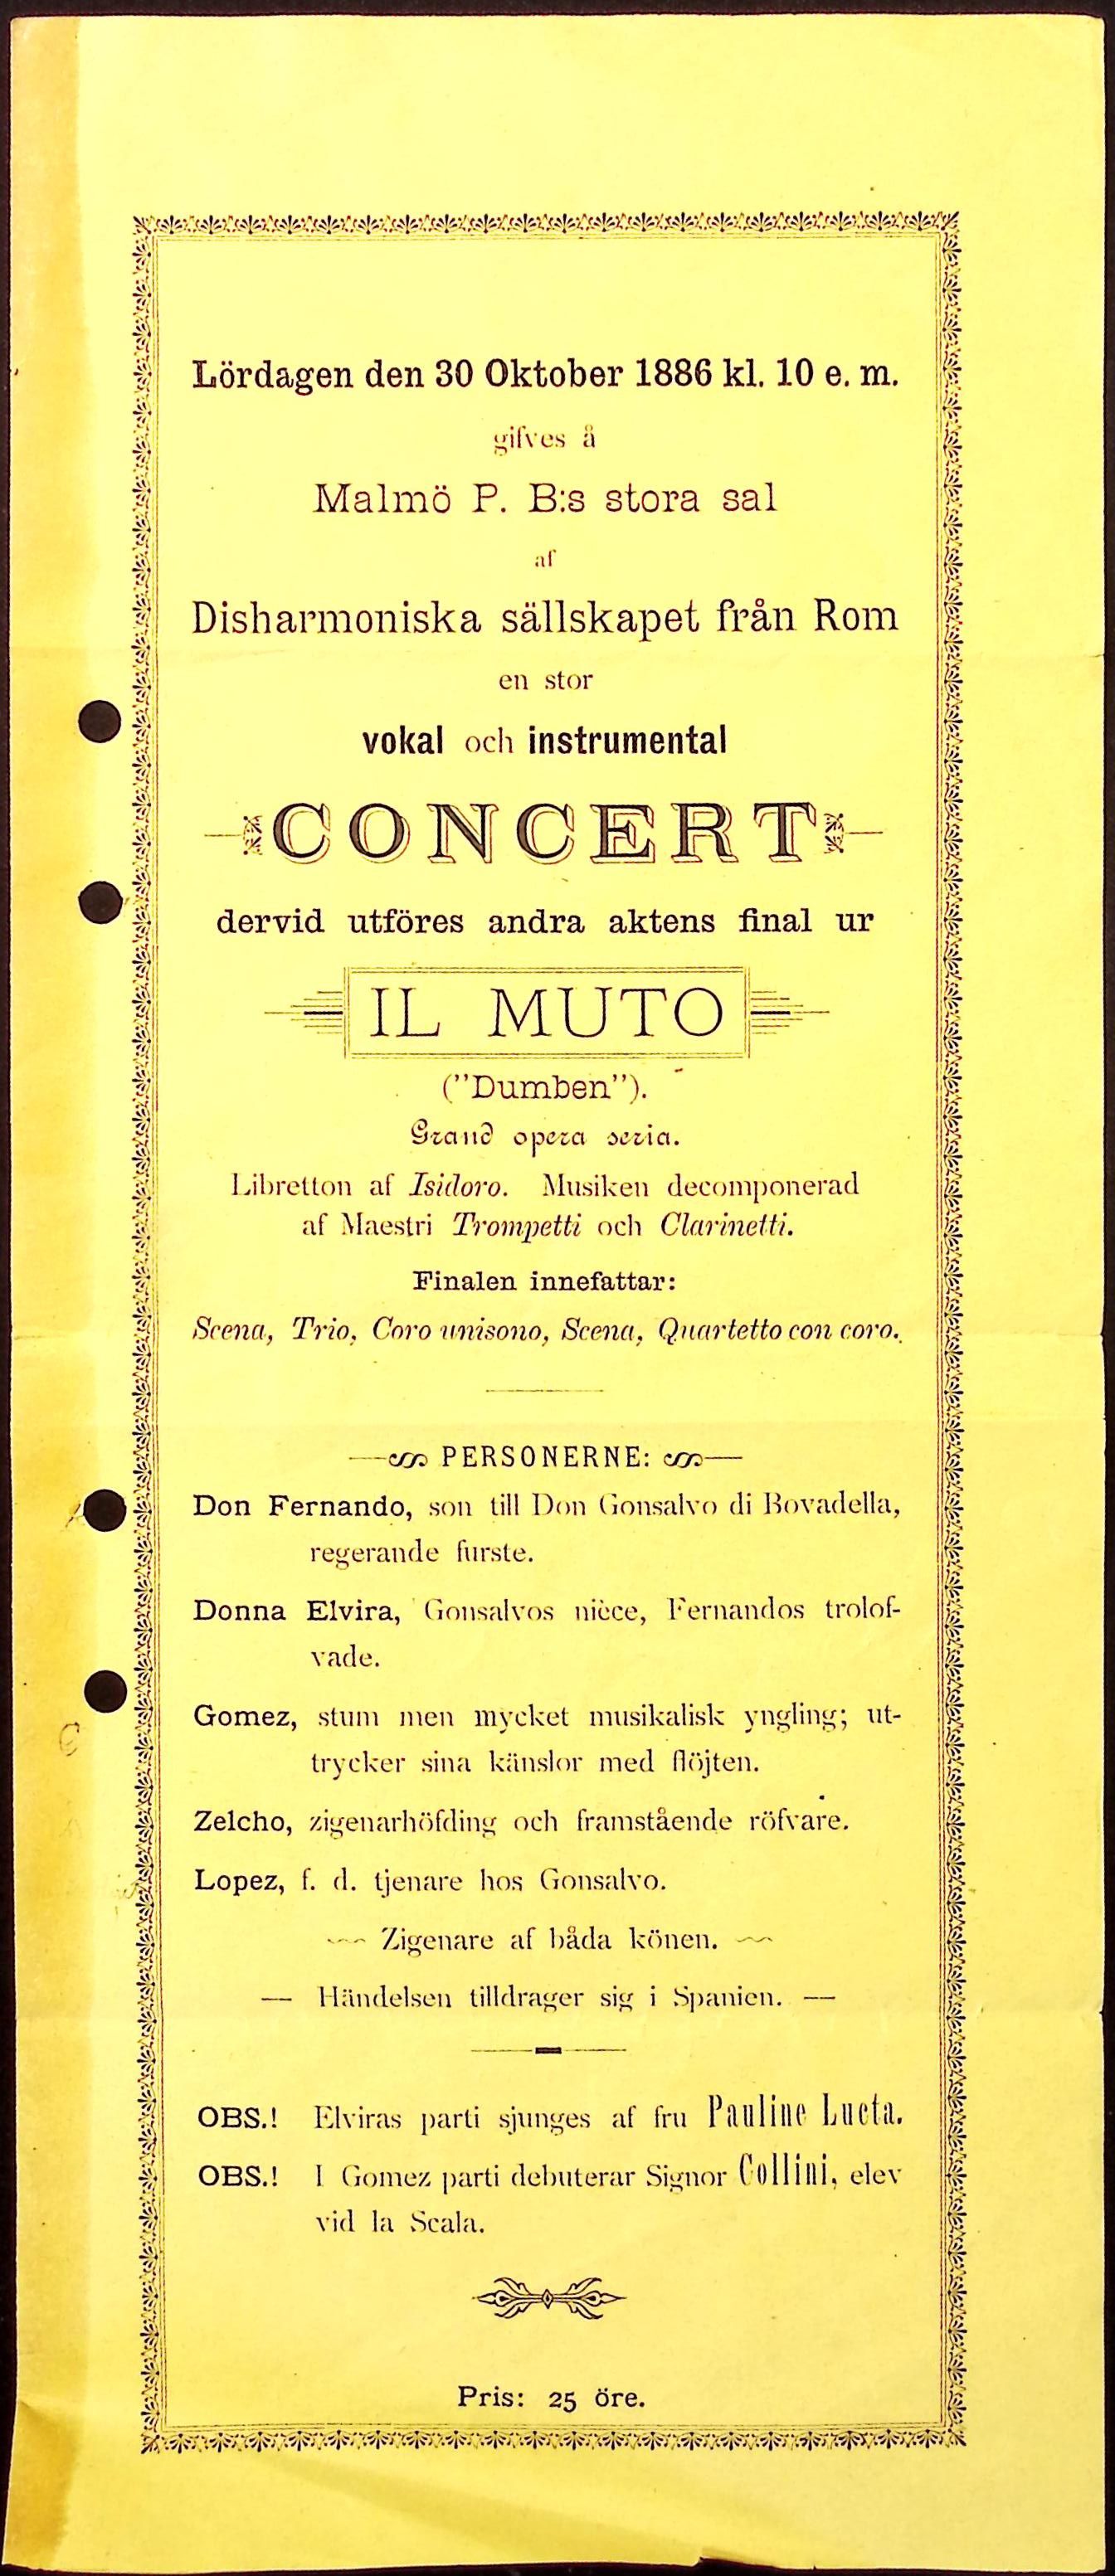 Lördagen den 30 Oktober 1886 kl. 10 e. m.
gifves å
Malmö P. B:s stora sal
af
Disharmoniska sällskapet från Rom
en stor
vokal och instrumental
CONCERT
dervid utföres andra aktens final ur
IL MUTO
(”Dumben”).
Grand opera seria.
Libretton af Isidoro. Musiken decomponerad
af Maestri Trompetti och Clarinetti.
Finalen innefattar:
Scena, Trio, Coro unisono, Scena, Quartetto con coro.
PERSONERNE:
Don Fernando, son till Don Gonsalvo di Bovadella,
regerande furste.
Donna Elvira, Gonsalvos nièce, Fernandos trolof-
vade.
Gomez, stum men mycket musikalisk yngling; ut-
trycker sina känslor med flöjten.
Zelcho, zigenarhöfding och framstående röfvare.
Lopez, f. d. tjenare hos Gonsalvo.
Zigenare af båda könen.
— Händelsen tilldrager sig i Spanien. —
OBS.! Elviras parti sjunges af fru Pauline Lucta.
OBS.! I Gomez parti debuterar Signor Collini, elev
vid la Scala.
Pris: 25 öre.